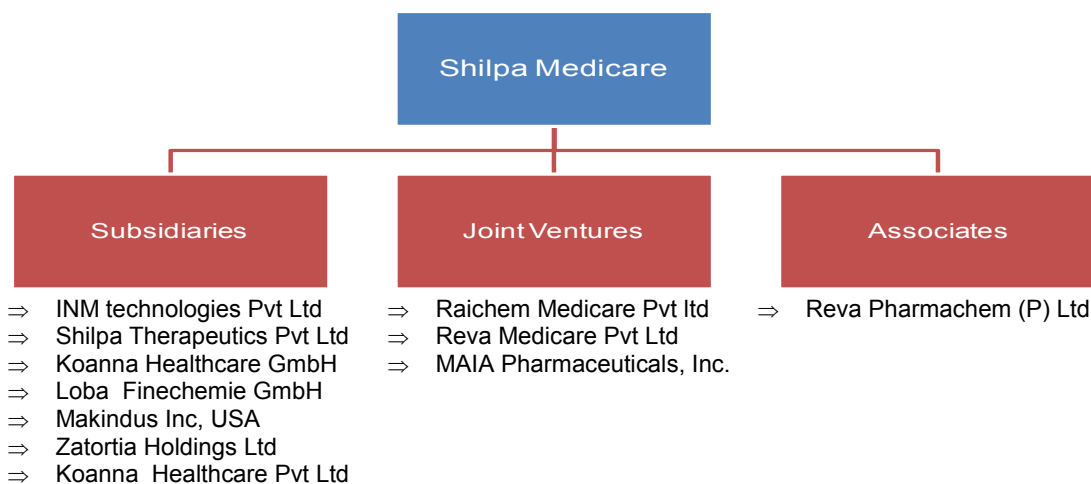 Shilpa Medicare
Subsidiaries
⇒ INM technologies Pvt Ltd
⇒ Shilpa Therapeutics Pvt Ltd
⇒ Koanna Healthcare GmbH
⇒ Loba Finechemie GmbH
⇒ Makindus Inc, USA
⇒ Zatortia Holdings Ltd
⇒ Koanna Healthcare Pvt Ltd
Joint Ventures
⇒ Raichem Medicare Pvt ltd
⇒ Reva Medicare Pvt Ltd
⇒ MAIA Pharmaceuticals, Inc.
Associates
⇒ Reva Pharmachem (P) Ltd